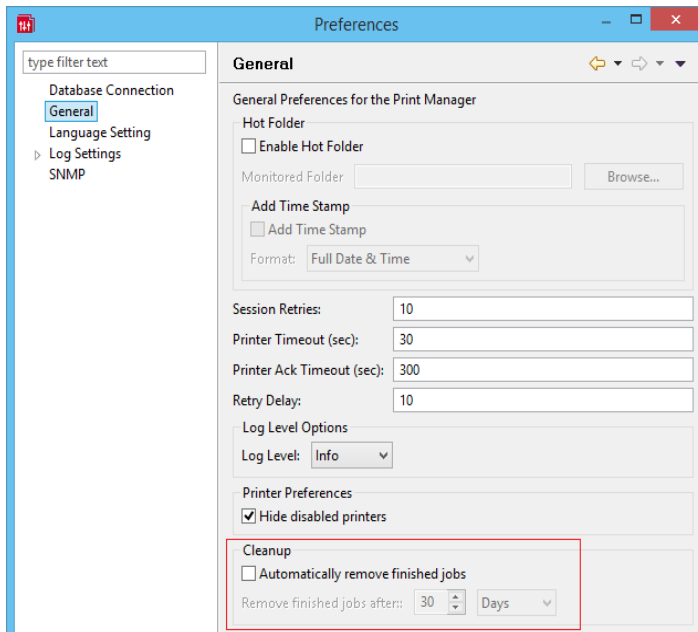 Preferences
type filter text
Database Connection
General
Language Setting
Log Settings
SNMP
General
General Preferences for the Print Manager
Hot Folder
Enable Hot Folder
Monitored Folder
Browse...
Add Time Stamp
Add Time Stamp
Format: Full Date & Time
Session Retries: 10
Printer Timeout (sec): 30
Printer Ack Timeout (sec): 300
Retry Delay: 10
Log Level Options
Log Level: Info
Printer Preferences
Hide disabled printers
Cleanup
Automatically remove finished jobs
Remove finished jobs after:: 30 Days